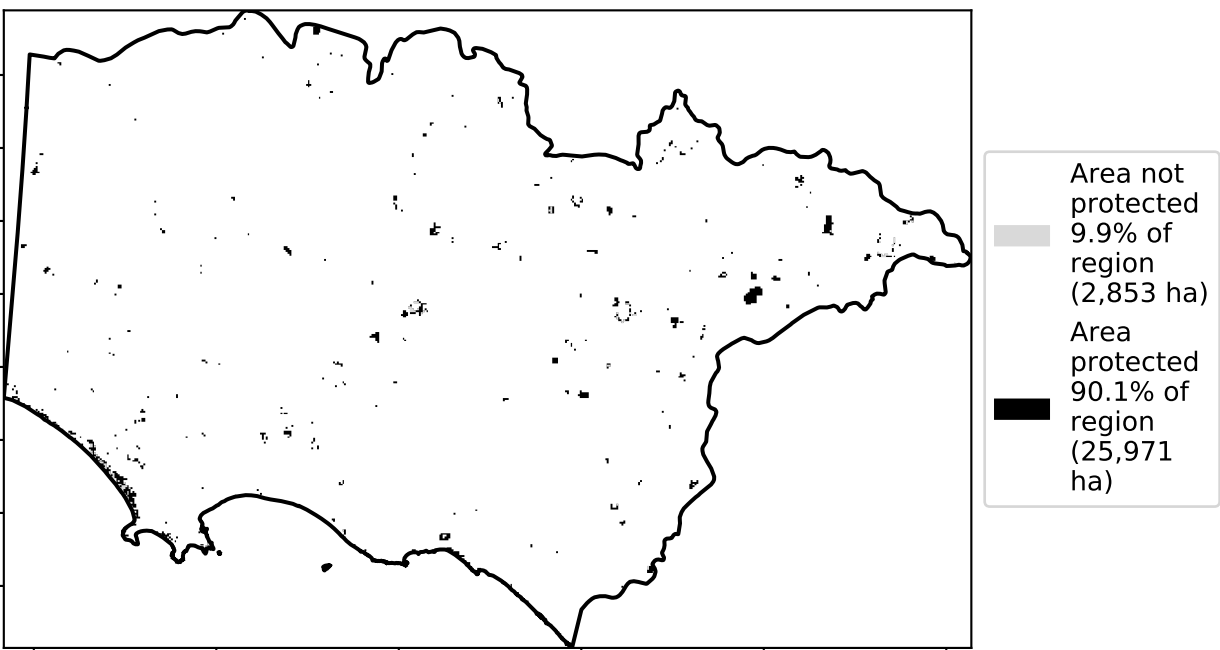 Area not
protected
9.9% of
region
(2,853 ha)
Area
protected
90.1% of
region
(25,971
ha)